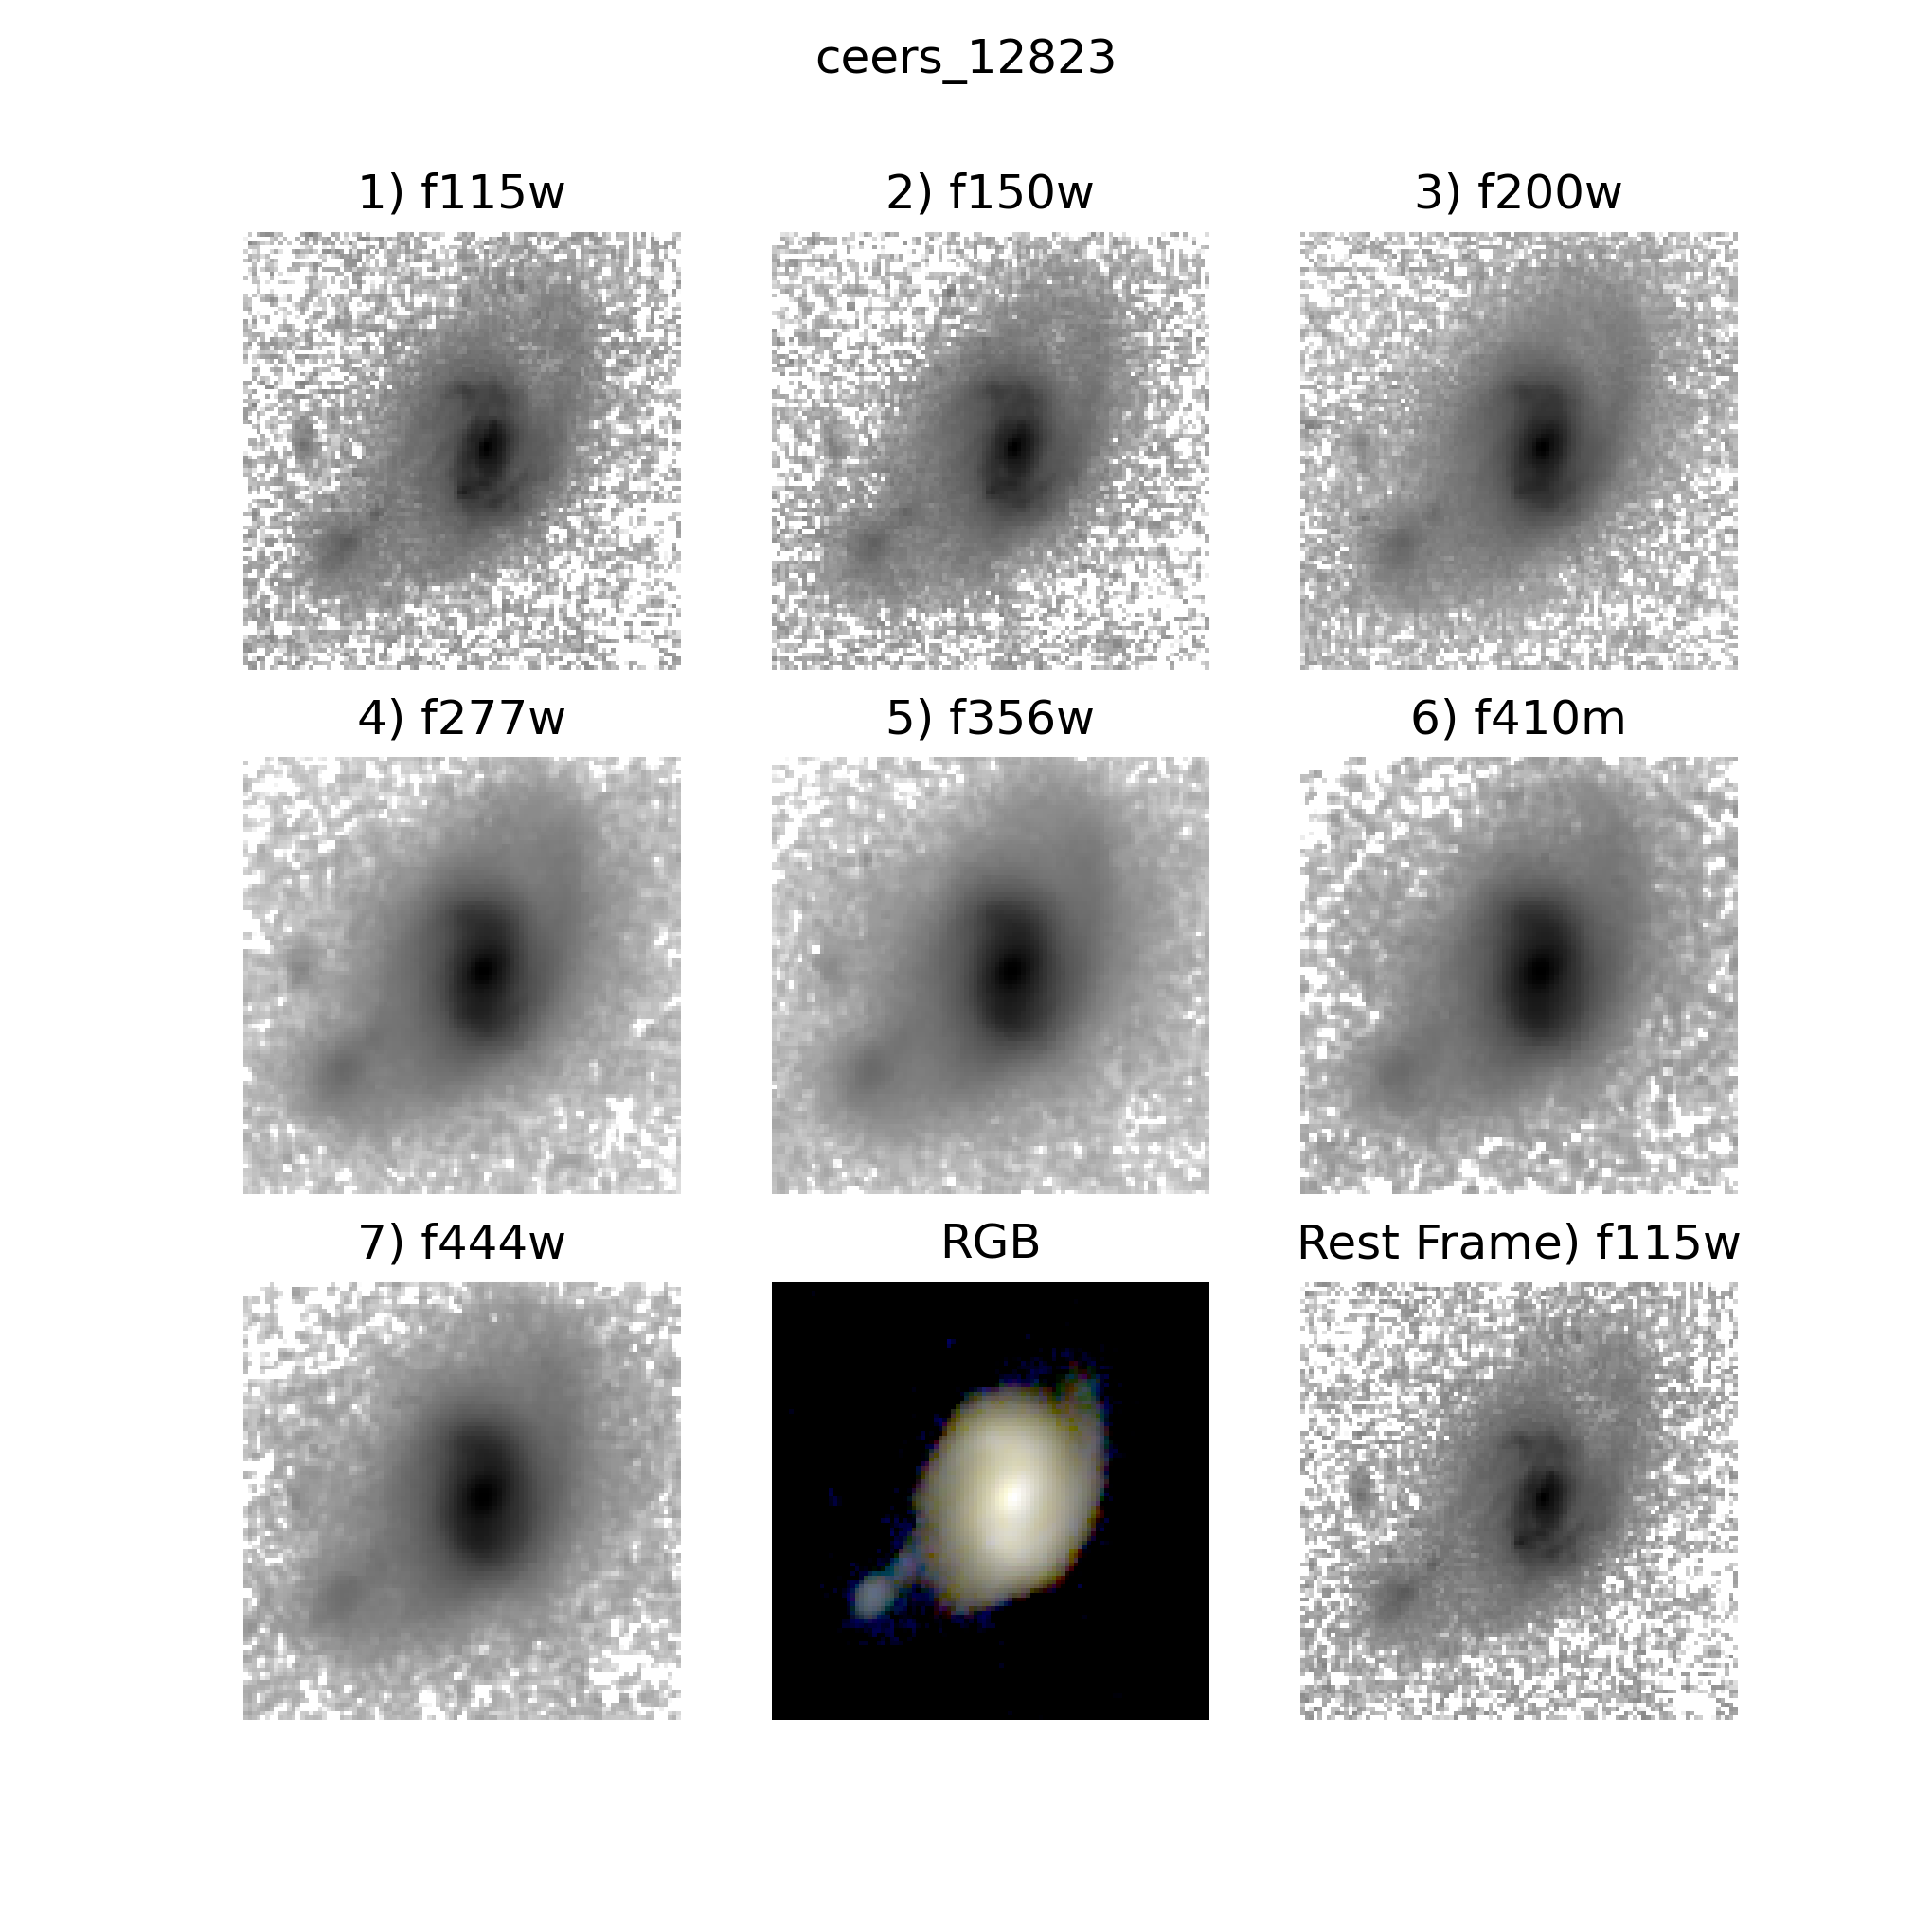 ceers_12823
1) f115w
2) f150w
3) f200w
4) f277w
5) f356w
6) f410m
7) f444w
RGB
Rest Frame) f115w